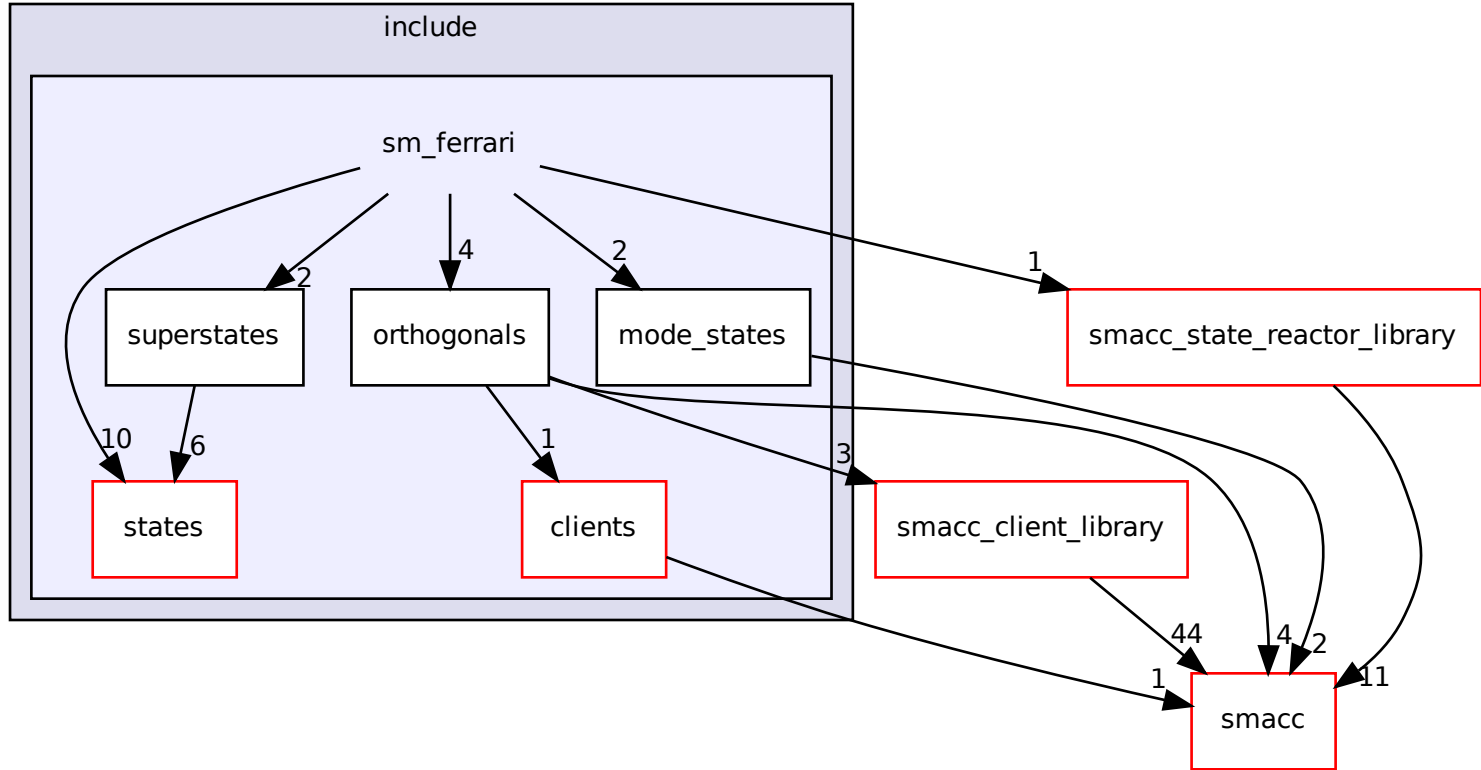 include
sm_ferrari
2
4
2
1
superstates
orthogonals
mode_states
smacc_state_reactor_library
10
6
1
3
states
clients
smacc_client_library
44
4
2
1
11
smacc